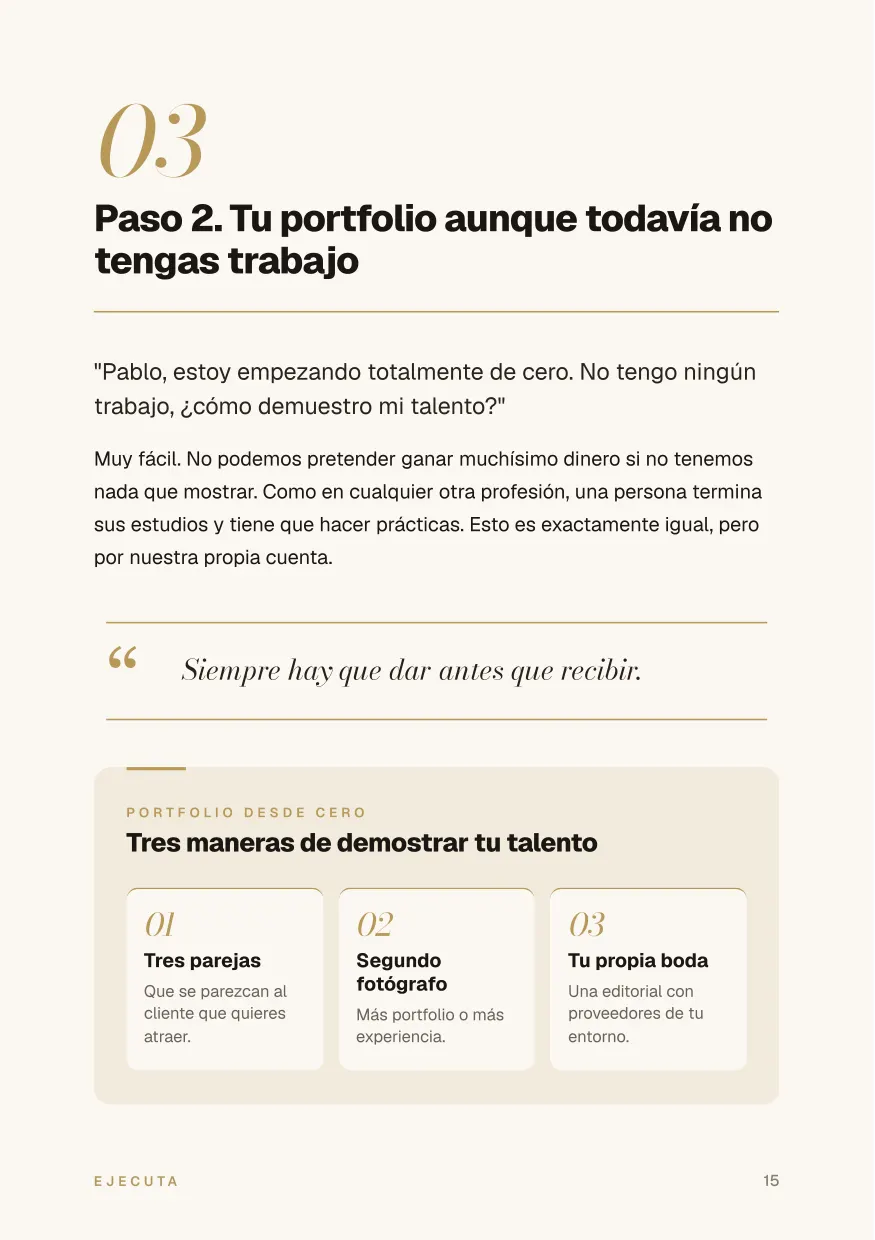 03
Paso 2. Tu portfolio aunque todavía no
tengas trabajo
"Pablo, estoy empezando totalmente de cero. No tengo ningún
trabajo, ¿cómo demuestro mi talento?"
Muy fácil. No podemos pretender ganar muchísimo dinero si no tenemos
nada que mostrar. Como en cualquier otra profesión, una persona termina
sus estudios y tiene que hacer prácticas. Esto es exactamente igual, pero
por nuestra propia cuenta.
“ Siempre hay que dar antes que recibir.
PORTFOLIO DESDE CERO
Tres maneras de demostrar tu talento
01
Tres parejas
Que se parezcan al
cliente que quieres
atraer.
02
Segundo
fotógrafo
Más portfolio o más
experiencia.
03
Tu propia boda
Una editorial con
proveedores de tu
entorno.
EJECUTA
15